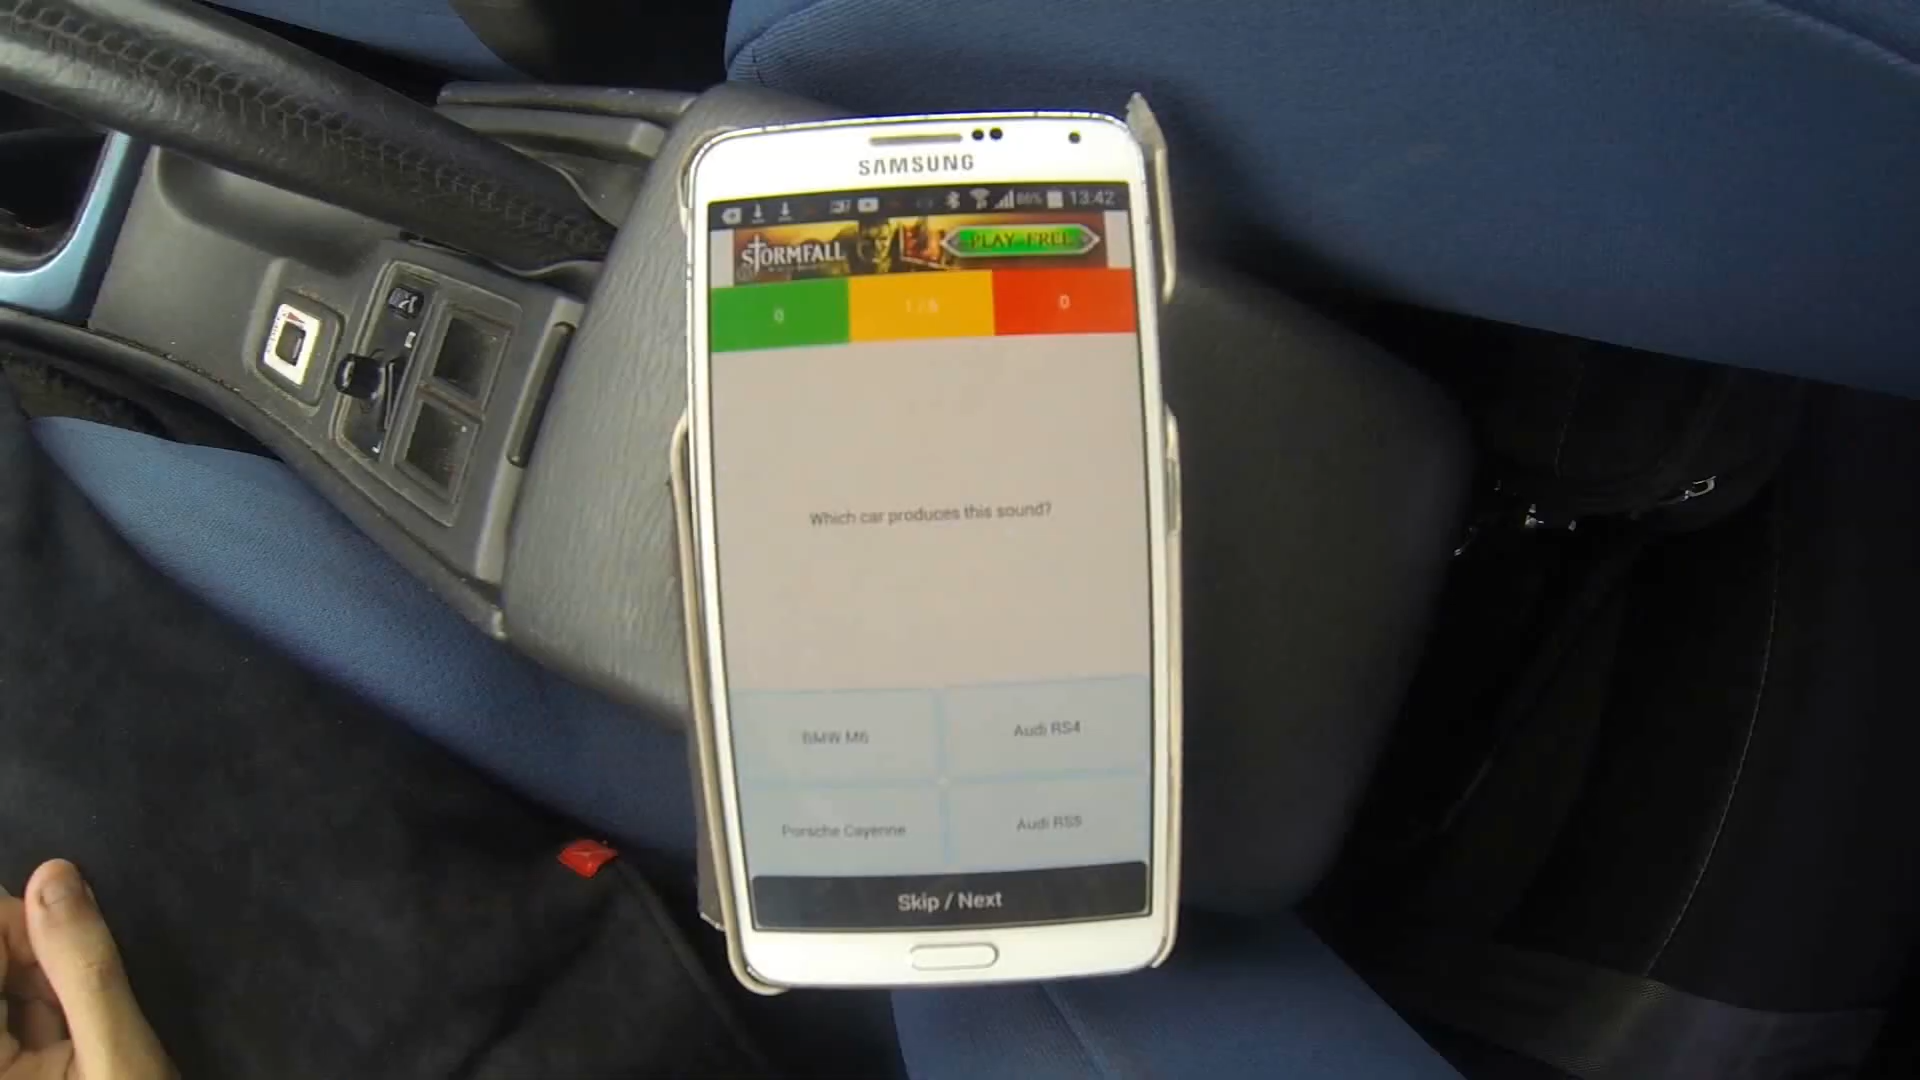 SAMSUNG
86% 13:42
STORMFALL
PLAY FREE
0
0
Which car produces this sound?
BMW M6
Audi RS4
Porsche Cayenne
Audi RS5
Skip / Next